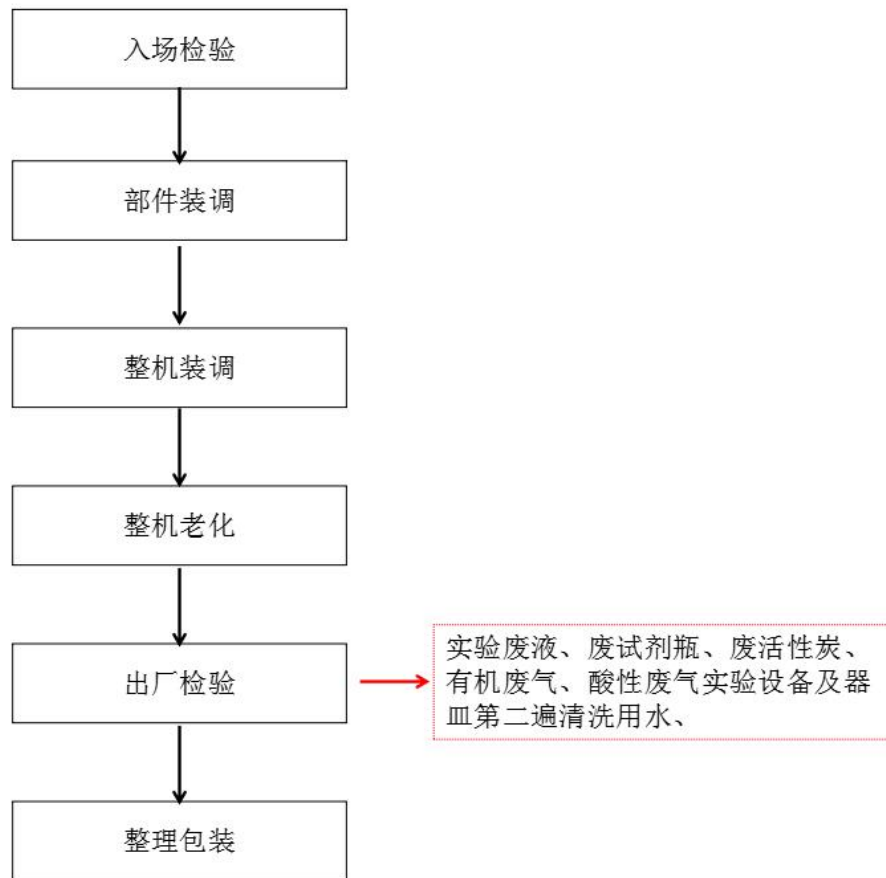 入场检验
部件装调
整机装调
整机老化
出厂检验
实验废液、废试剂瓶、废活性炭、
有机废气、酸性废气实验设备及器
皿第二遍清洗用水、
整理包装